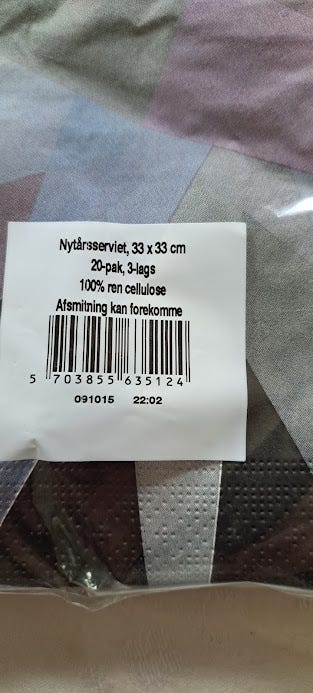 Nytårsserviet, 33 x 33 cm
20-pak, 3-lags
100% ren cellulose
Afsmitning kan forekomme
5 703855 635124
091015 22:02